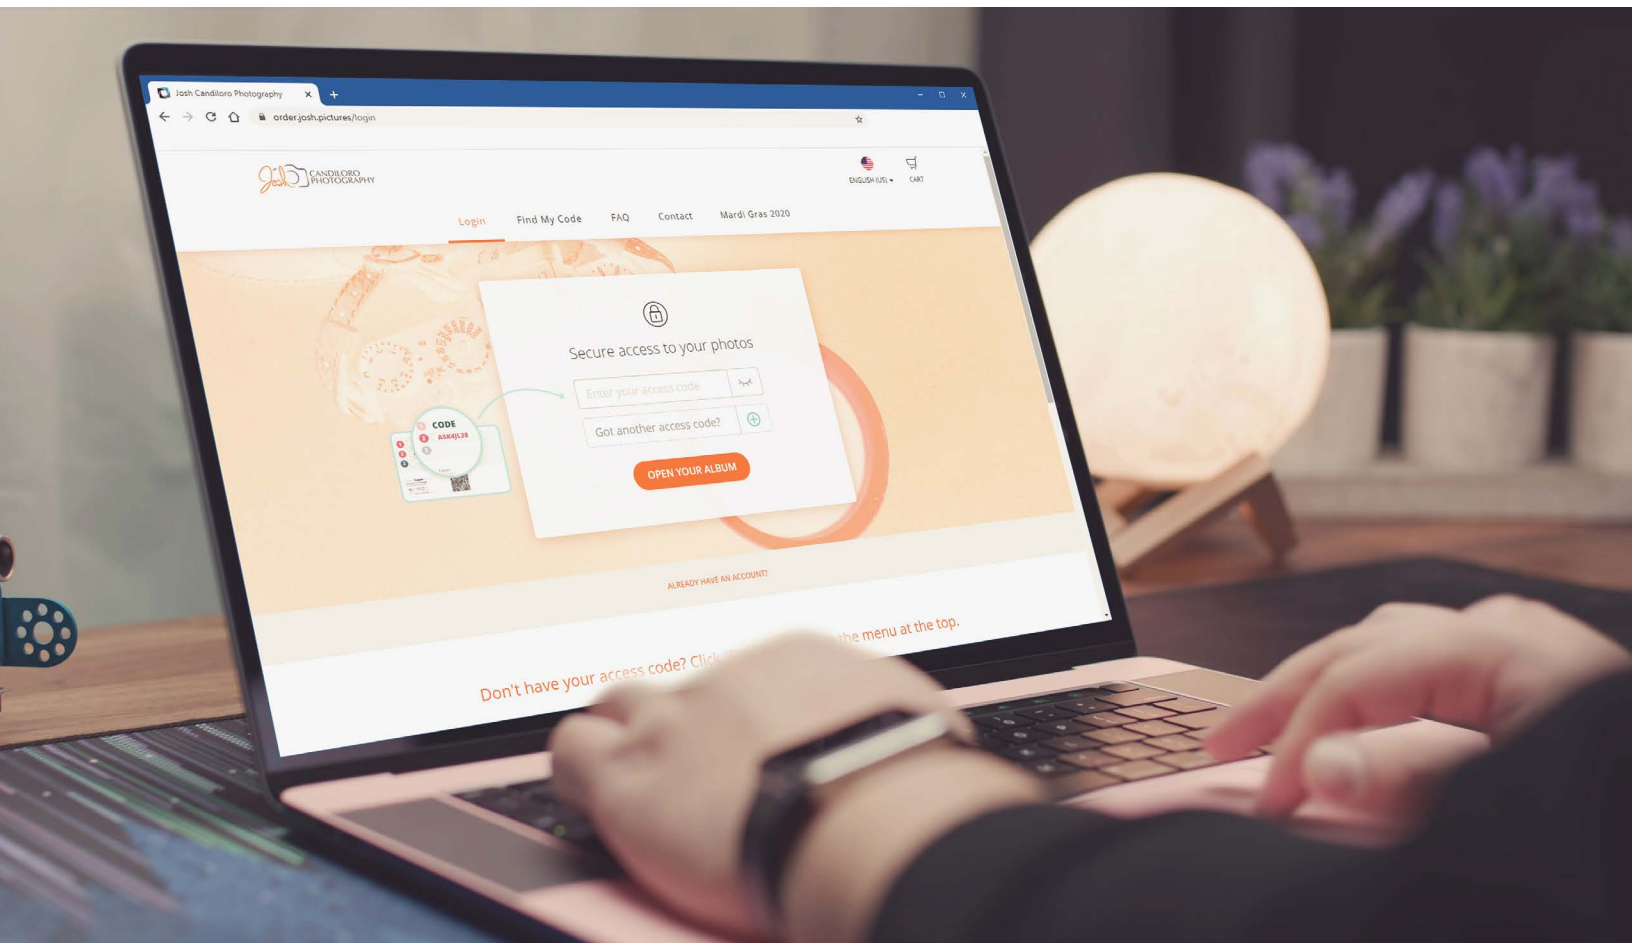 Josh Candiloro Photography
order.josh.pictures/login
Josh CANDILORO
PHOTOGRAPHY
ENGLISH (US)
CART
Login Find My Code FAQ Contact Mardi Gras 2020
Secure access to your photos
Enter your access code
Got another access code?
OPEN YOUR ALBUM
CODE
ASK4JL38
ALREADY HAVE AN ACCOUNT?
Don't have your access code? Click the menu at the top.